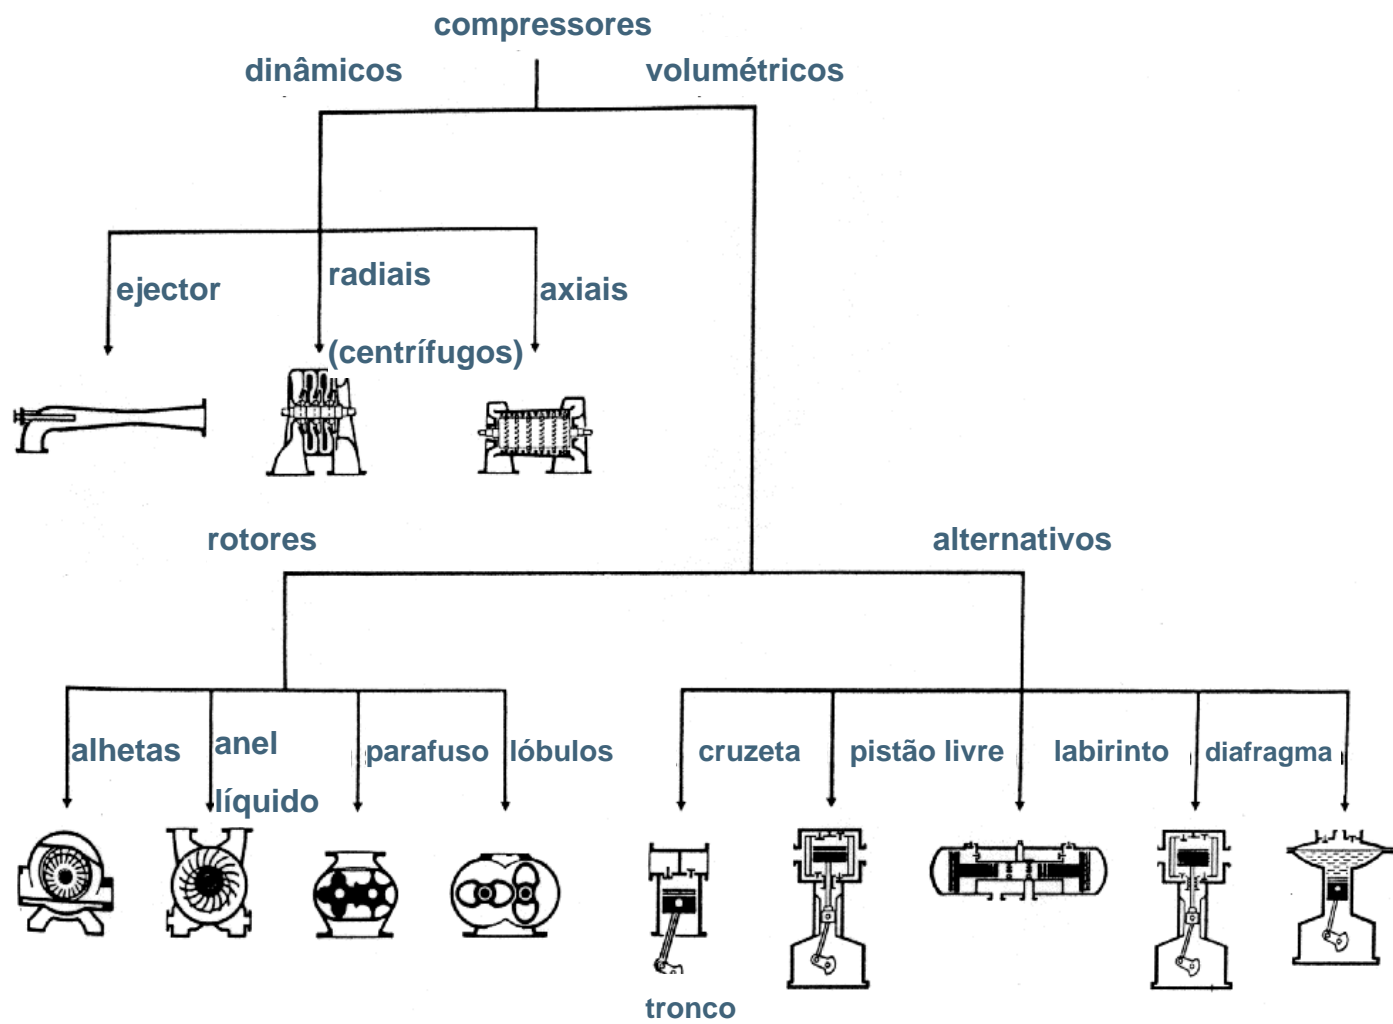 compressores
dinâmicos
volumétricos
ejector
radiais
(centrífugos)
axiais
rotores
alternativos
alhetas
anel
líquido
parafuso
lóbulos
cruzeta
pistão livre
labirinto
diafragma
tronco